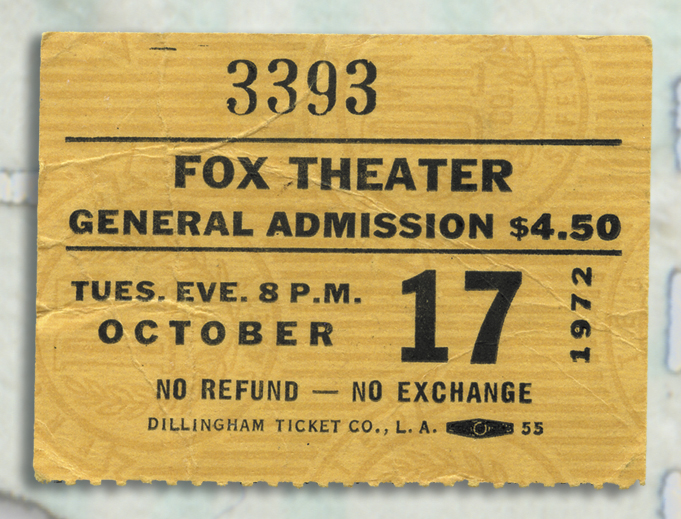 3393
FOX THEATER
GENERAL ADMISSION $4.50
TUES. EVE. 8 P.M.
OCTOBER
17
1972
NO REFUND — NO EXCHANGE
DILLINGHAM TICKET CO., L. A. 55